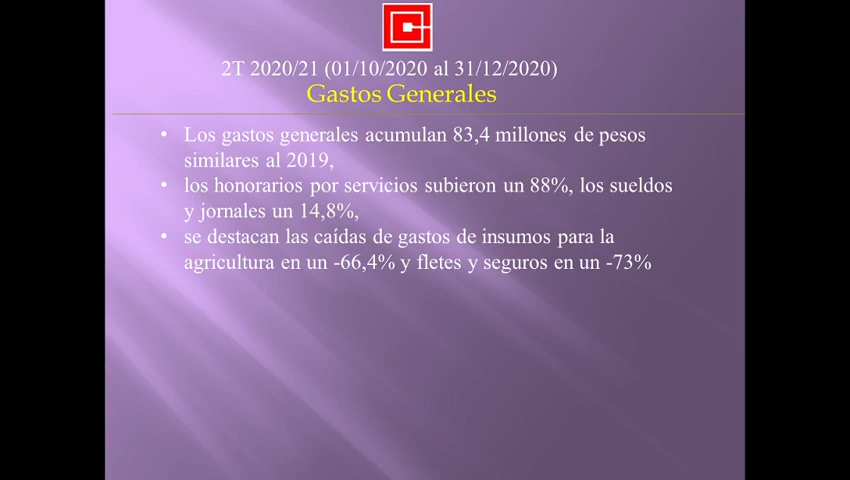 2T 2020/21 (01/10/2020 al 31/12/2020)
Gastos Generales
• Los gastos generales acumulan 83,4 millones de pesos
similares al 2019,
• los honorarios por servicios subieron un 88%, los sueldos
y jornales un 14,8%,
• se destacan las caídas de gastos de insumos para la
agricultura en un -66,4% y fletes y seguros en un -73%